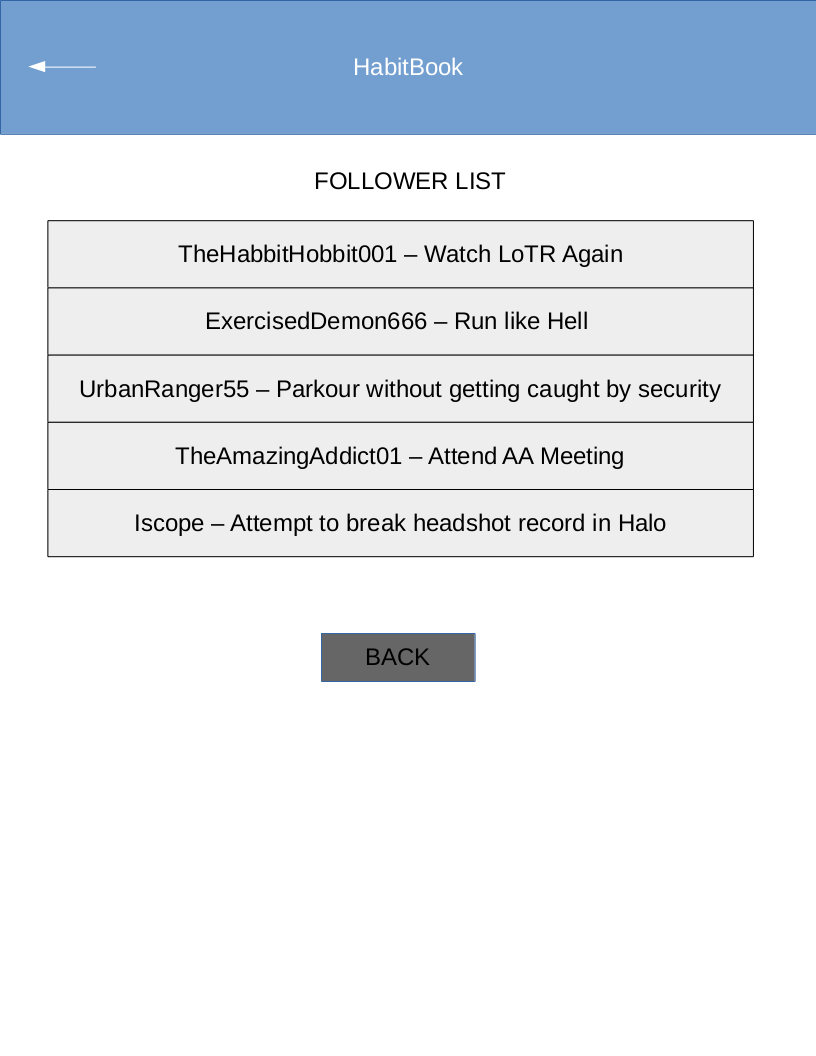 HabitBook
FOLLOWER LIST
TheHabbitHobbit001 – Watch LoTR Again
ExercisedDemon666 – Run like Hell
UrbanRanger55 – Parkour without getting caught by security
TheAmazingAddict01 – Attend AA Meeting
Iscope – Attempt to break headshot record in Halo
BACK